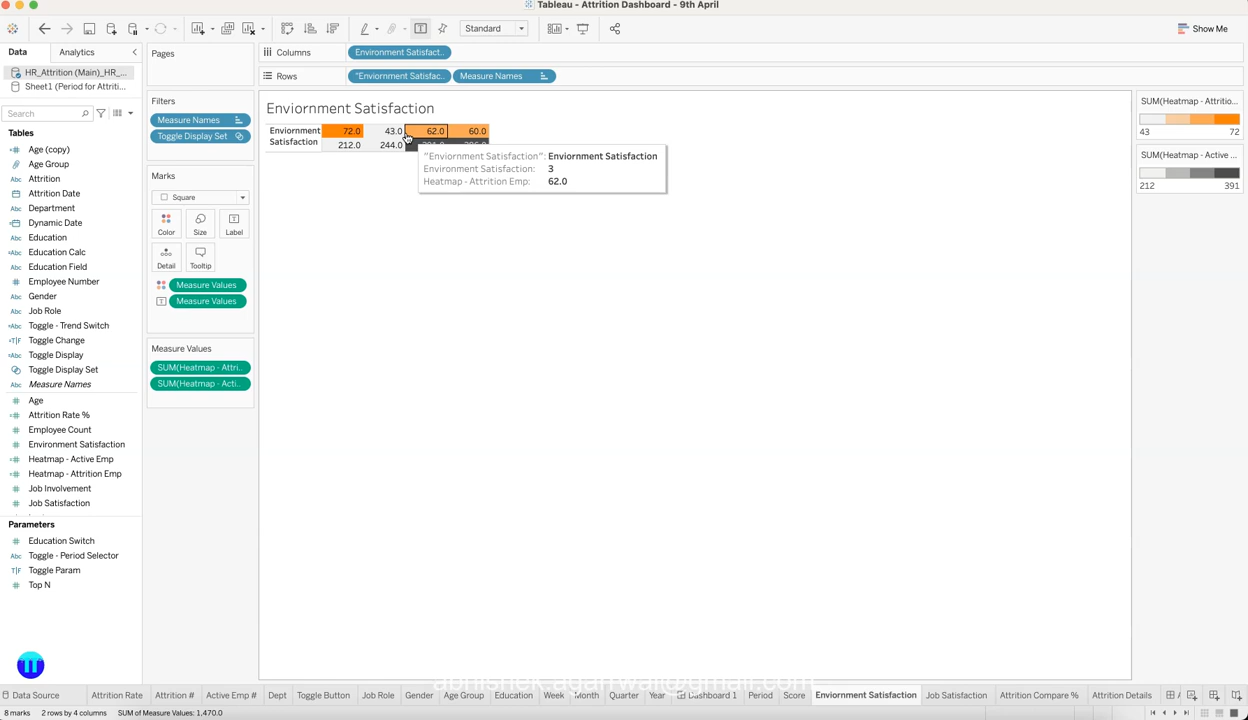 Tableau - Attrition Dashboard - 9th April
Standard
Show Me
Data
Analytics
HR_Attrition (Main)_HR_...
Sheet1 (Period for Attriti...
Search
Tables
Age (copy)
Age Group
Attrition
Attrition Date
Department
Dynamic Date
Education
Education Calc
Education Field
Employee Number
Gender
Job Role
Toggle - Trend Switch
Toggle Change
Toggle Display
Toggle Display Set
Measure Names
Age
Attrition Rate %
Employee Count
Environment Satisfaction
Heatmap - Active Emp
Heatmap - Attrition Emp
Job Involvement
Job Satisfaction
Parameters
Education Switch
Toggle - Period Selector
Toggle Param
Top N
Pages
Filters
Measure Names
Toggle Display Set
Marks
Square
Color
Size
Label
Detail
Tooltip
Measure Values
Measure Values
Measure Values
SUM(Heatmap - Attri..
SUM(Heatmap - Acti..
Columns
Environment Satisfact..
Rows
"Enviornment Satisfac..
Measure Names
Enviornment Satisfaction
Enviornment Satisfaction
72.0 43.0 62.0 60.0
212.0 244.0
"Enviornment Satisfaction": Enviornment Satisfaction
Environment Satisfaction: 3
Heatmap - Attrition Emp: 62.0
SUM(Heatmap - Attritio...
43 72
SUM(Heatmap - Active ...
212 391
abhishek.agarrwal@gmail.com
Data Source
Attrition Rate
Attrition #
Active Emp #
Dept
Toggle Button
Job Role
Gender
Age Group
Education
Week
Month
Quarter
Year
Dashboard 1
Period
Score
Enviornment Satisfaction
Job Satisfaction
Attrition Compare %
Attrition Details
8 marks
2 rows by 4 columns
SUM of Measure Values: 1,470.0